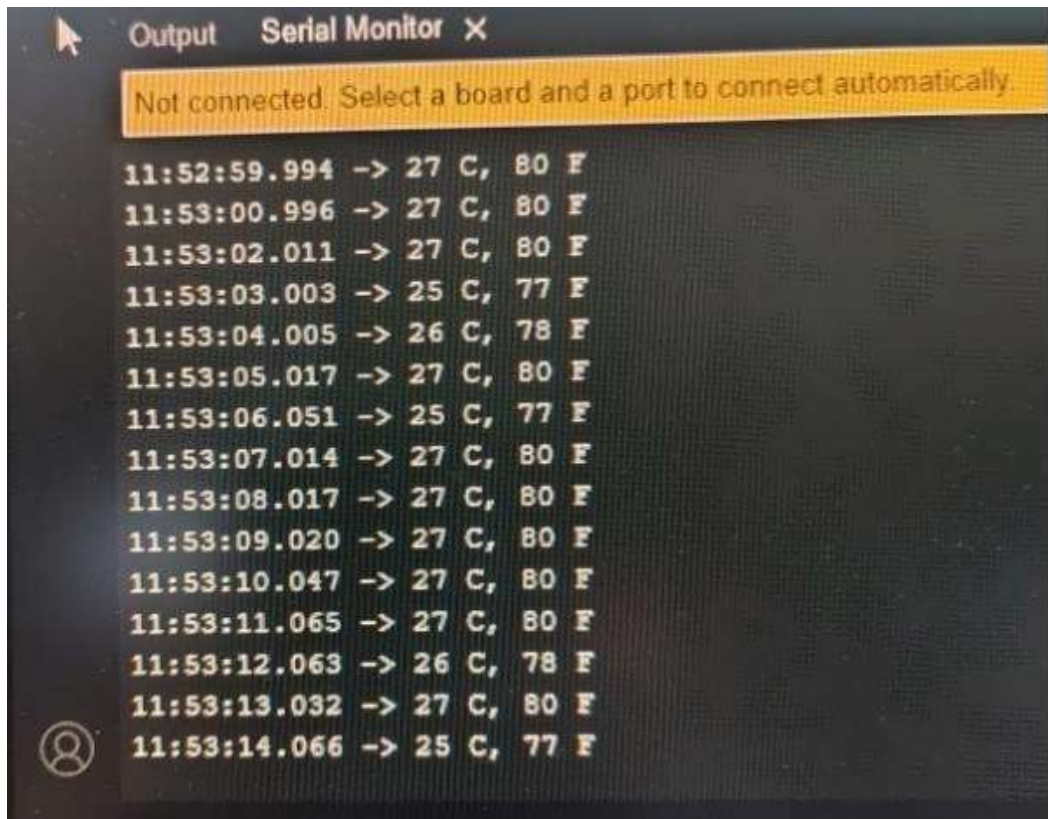 Output Serial Monitor X
Not connected. Select a board and a port to connect automatically.
11:52:59.994 -> 27 C, 80 F
11:53:00.996 -> 27 C, 80 F
11:53:02.011 -> 27 C, 80 F
11:53:03.003 -> 25 C, 77 F
11:53:04.005 -> 26 C, 78 F
11:53:05.017 -> 27 C, 80 F
11:53:06.051 -> 25 C, 77 F
11:53:07.014 -> 27 C, 80 F
11:53:08.017 -> 27 C, 80 F
11:53:09.020 -> 27 C, 80 F
11:53:10.047 -> 27 C, 80 F
11:53:11.065 -> 27 C, 80 F
11:53:12.063 -> 26 C, 78 F
11:53:13.032 -> 27 C, 80 F
11:53:14.066 -> 25 C, 77 F